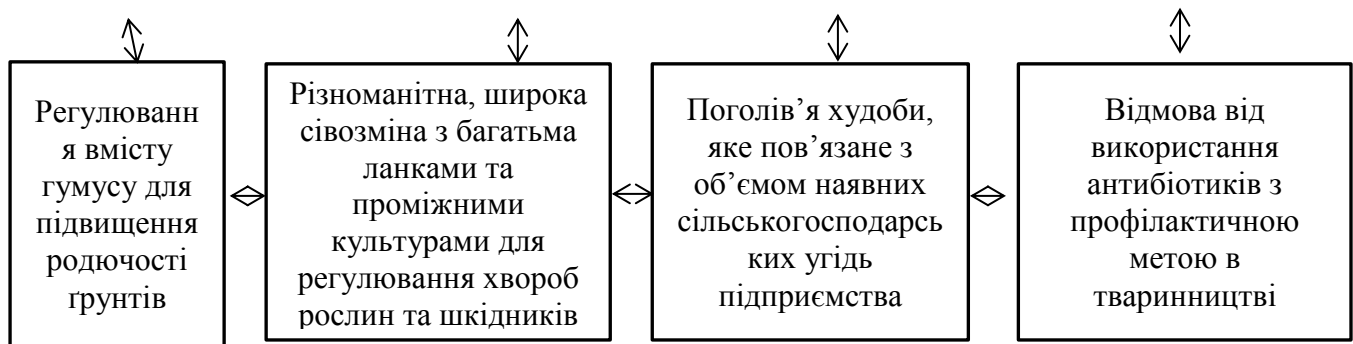 Регулюванн
я вмісту
гумусу для
підвищення
родючості
ґрунтів
Різноманітна, широка
сівозміна з багатьма
ланками та
проміжними
культурами для
регулювання хвороб
рослин та шкідників
Поголів’я худоби,
яке пов’язане з
об’ємом наявних
сільськогосподарсь
ких угідь
підприємства
Відмова від
використання
антибіотиків з
профілактичною
метою в
тваринництві